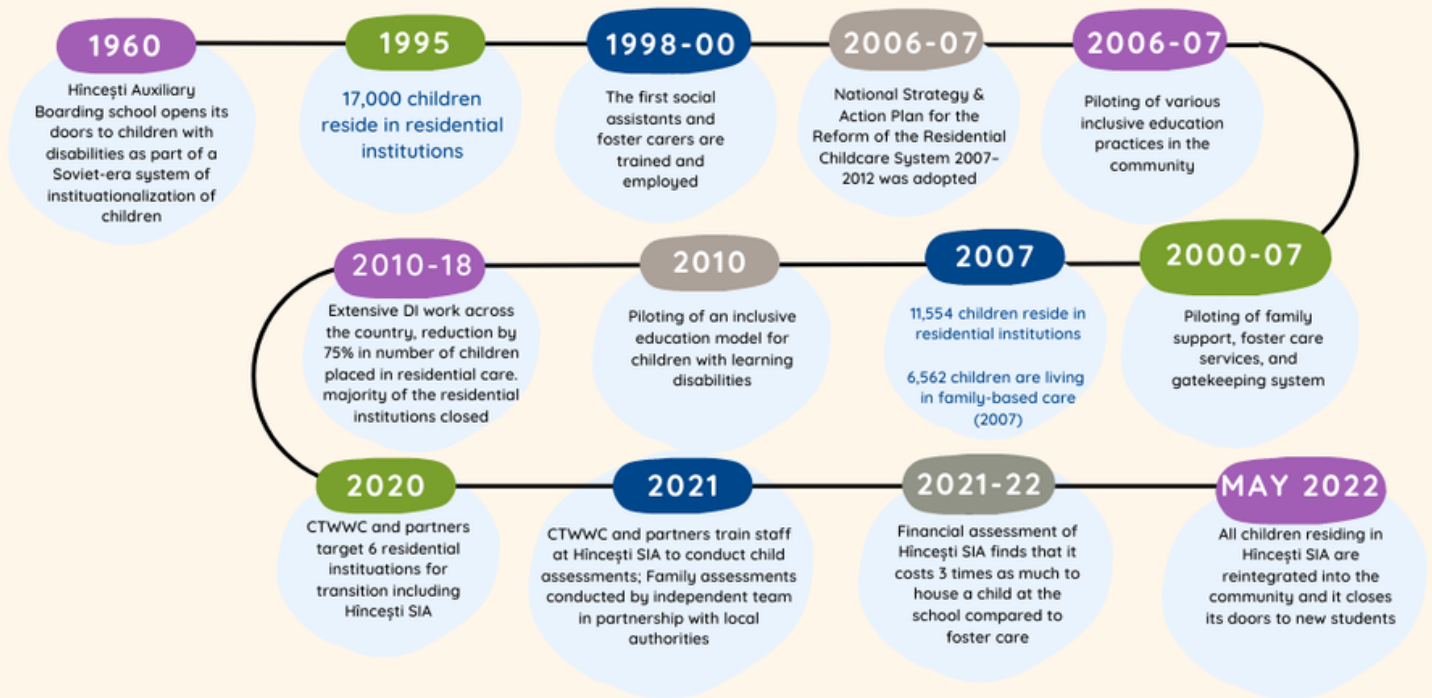 1960
Hîncești Auxiliary
Boarding school opens its
doors to children with
disabilities as part of a
Soviet-era system of
instituationalization of
children
1995
17,000 children
reside in residential
institutions
1998-00
The first social
assistants and
foster carers are
trained and
employed
2006-07
National Strategy &
Action Plan for the
Reform of the Residential
Childcare System 2007–
2012 was adopted
2006-07
Piloting of various
inclusive education
practices in the
community
2000-07
Piloting of family
support, foster care
services, and
gatekeeping system
2007
11,554 children reside in
residential institutions
6,562 children are living
in family-based care
(2007)
2010
Piloting of an inclusive
education model for
children with learning
disabilities
2010-18
Extensive DI work across
the country, reduction by
75% in number of children
placed in residential care.
majority of the residential
institutions closed
2020
CTWWC and partners
target 6 residential
instituations for
transition including
Hîncești SIA
2021
CTWWC and partners train staff
at Hîncești SIA to conduct child
assessments; Family assessments
conducted by independent team
in partnership with local
authorities
2021-22
Financial assessment of
Hîncești SIA finds that it
costs 3 times as much to
house a child at the
school compared to
foster care
MAY 2022
All children residing in
Hîncești SIA are
reintegrated into the
community and it closes
its doors to new students